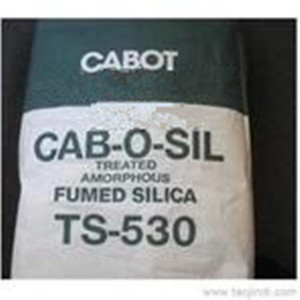 CABOT
CAB-O-SIL
TREATED
AMORPHOUS
FUMED SILICA
TS-530